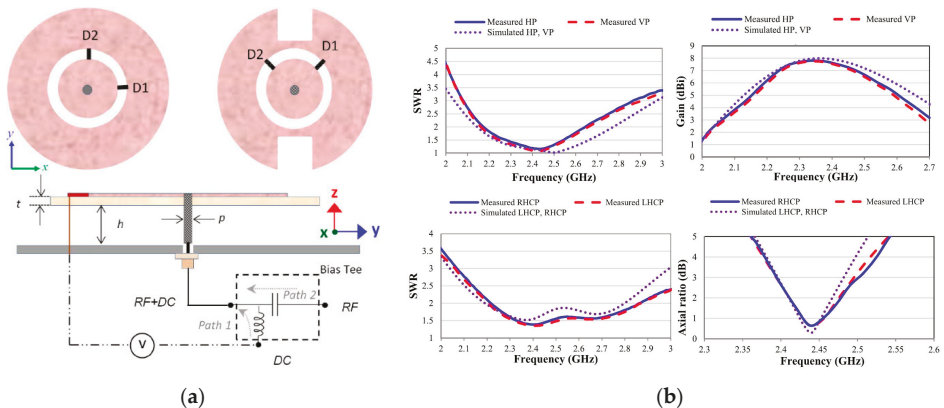 D2
D1
D2
D1
y
x
t
h
p
z
x
y
Bias Tee
Path 2
RF+DC
RF
Path 1
V
DC
(a)
Measured HP
Measured VP
Simulated HP, VP
SWR
4.5
4
3.5
3
2.5
2
1.5
1
2 2.1 2.2 2.3 2.4 2.5 2.6 2.7 2.8 2.9 3
Frequency (GHz)
Measured HP
Measured VP
Simulated HP, VP
Gain (dBi)
9
8
7
6
5
4
3
2
1
0
2 2.1 2.2 2.3 2.4 2.5 2.6 2.7
Frequency (GHz)
Measured RHCP
Measured LHCP
Simulated LHCP, RHCP
SWR
4
3.5
3
2.5
2
1.5
1
2 2.1 2.2 2.3 2.4 2.5 2.6 2.7 2.8 2.9 3
Frequency (GHz)
Measured RHCP
Measured LHCP
Simulated LHCP, RHCP
Axial ratio (dB)
5
4
3
2
1
0
2.3 2.35 2.4 2.45 2.5 2.55 2.6
Frequency (GHz)
(b)